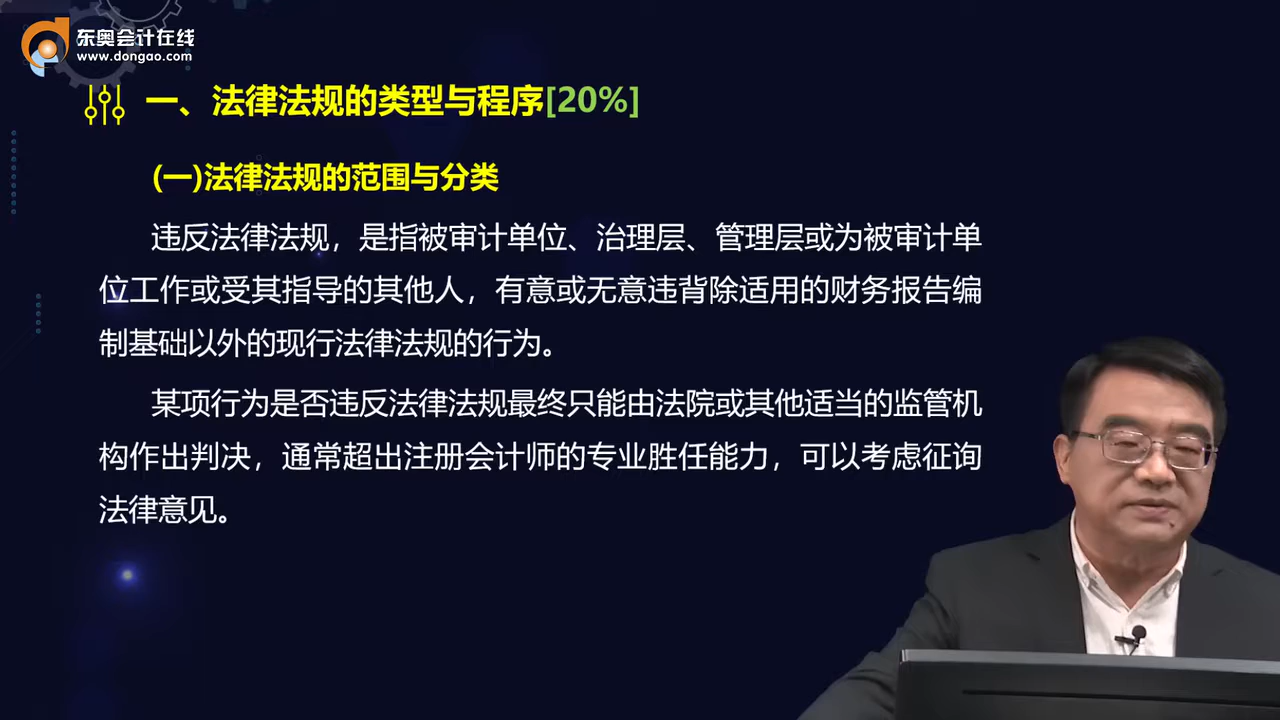 东奥会计在线
www.dongao.com
一、法律法规的类型与程序[20%]
(一)法律法规的范围与分类
违反法律法规，是指被审计单位、治理层、管理层或为被审计单
位工作或受其指导的其他人，有意或无意违背除适用的财务报告编
制基础以外的现行法律法规的行为。
某项行为是否违反法律法规最终只能由法院或其他适当的监管机
构作出判决，通常超出注册会计师的专业胜任能力，可以考虑征询
法律意见。